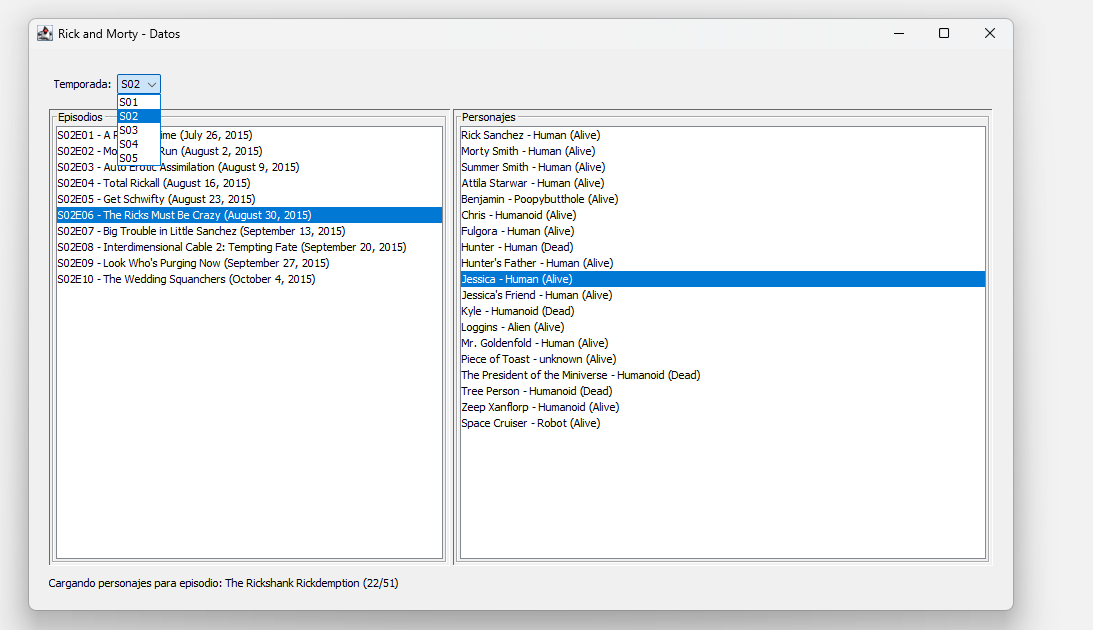 Rick and Morty - Datos
Temporada: S02
S01
S02
S03
S04
S05
Episodios
S02E01 - A R ime (July 26, 2015)
S02E02 - Mo Run (August 2, 2015)
S02E03 - Auto Erotic Assimilation (August 9, 2015)
S02E04 - Total Rickall (August 16, 2015)
S02E05 - Get Schwifty (August 23, 2015)
S02E06 - The Ricks Must Be Crazy (August 30, 2015)
S02E07 - Big Trouble in Little Sanchez (September 13, 2015)
S02E08 - Interdimensional Cable 2: Tempting Fate (September 20, 2015)
S02E09 - Look Who's Purging Now (September 27, 2015)
S02E10 - The Wedding Squanchers (October 4, 2015)
Personajes
Rick Sanchez - Human (Alive)
Morty Smith - Human (Alive)
Summer Smith - Human (Alive)
Attila Starwar - Human (Alive)
Benjamin - Poopybutthole (Alive)
Chris - Humanoid (Alive)
Fulgora - Human (Alive)
Hunter - Human (Dead)
Hunter's Father - Human (Alive)
Jessica - Human (Alive)
Jessica's Friend - Human (Alive)
Kyle - Humanoid (Dead)
Loggins - Alien (Alive)
Mr. Goldenfold - Human (Alive)
Piece of Toast - unknown (Alive)
The President of the Miniverse - Humanoid (Dead)
Tree Person - Humanoid (Dead)
Zeep Xanflorp - Humanoid (Alive)
Space Cruiser - Robot (Alive)
Cargando personajes para episodio: The Rickshank Rickdemption (22/51)